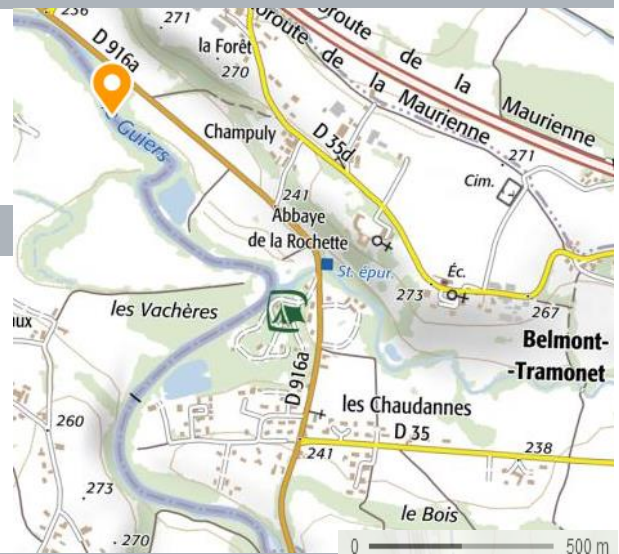 256
271
Autoroute de la Maurienne
D 916a
la Forêt
270
Autoroute de la Maurienne
Guiers
Champuly
D 35d
271
Cim.
241
Abbaye
de la Rochette
St. épur.
Éc.
273
267
les Vachères
Belmont-
-Tramonet
D 916a
les Chaudannes
D 35
260
241
238
273
le Bois
270
0 500 m